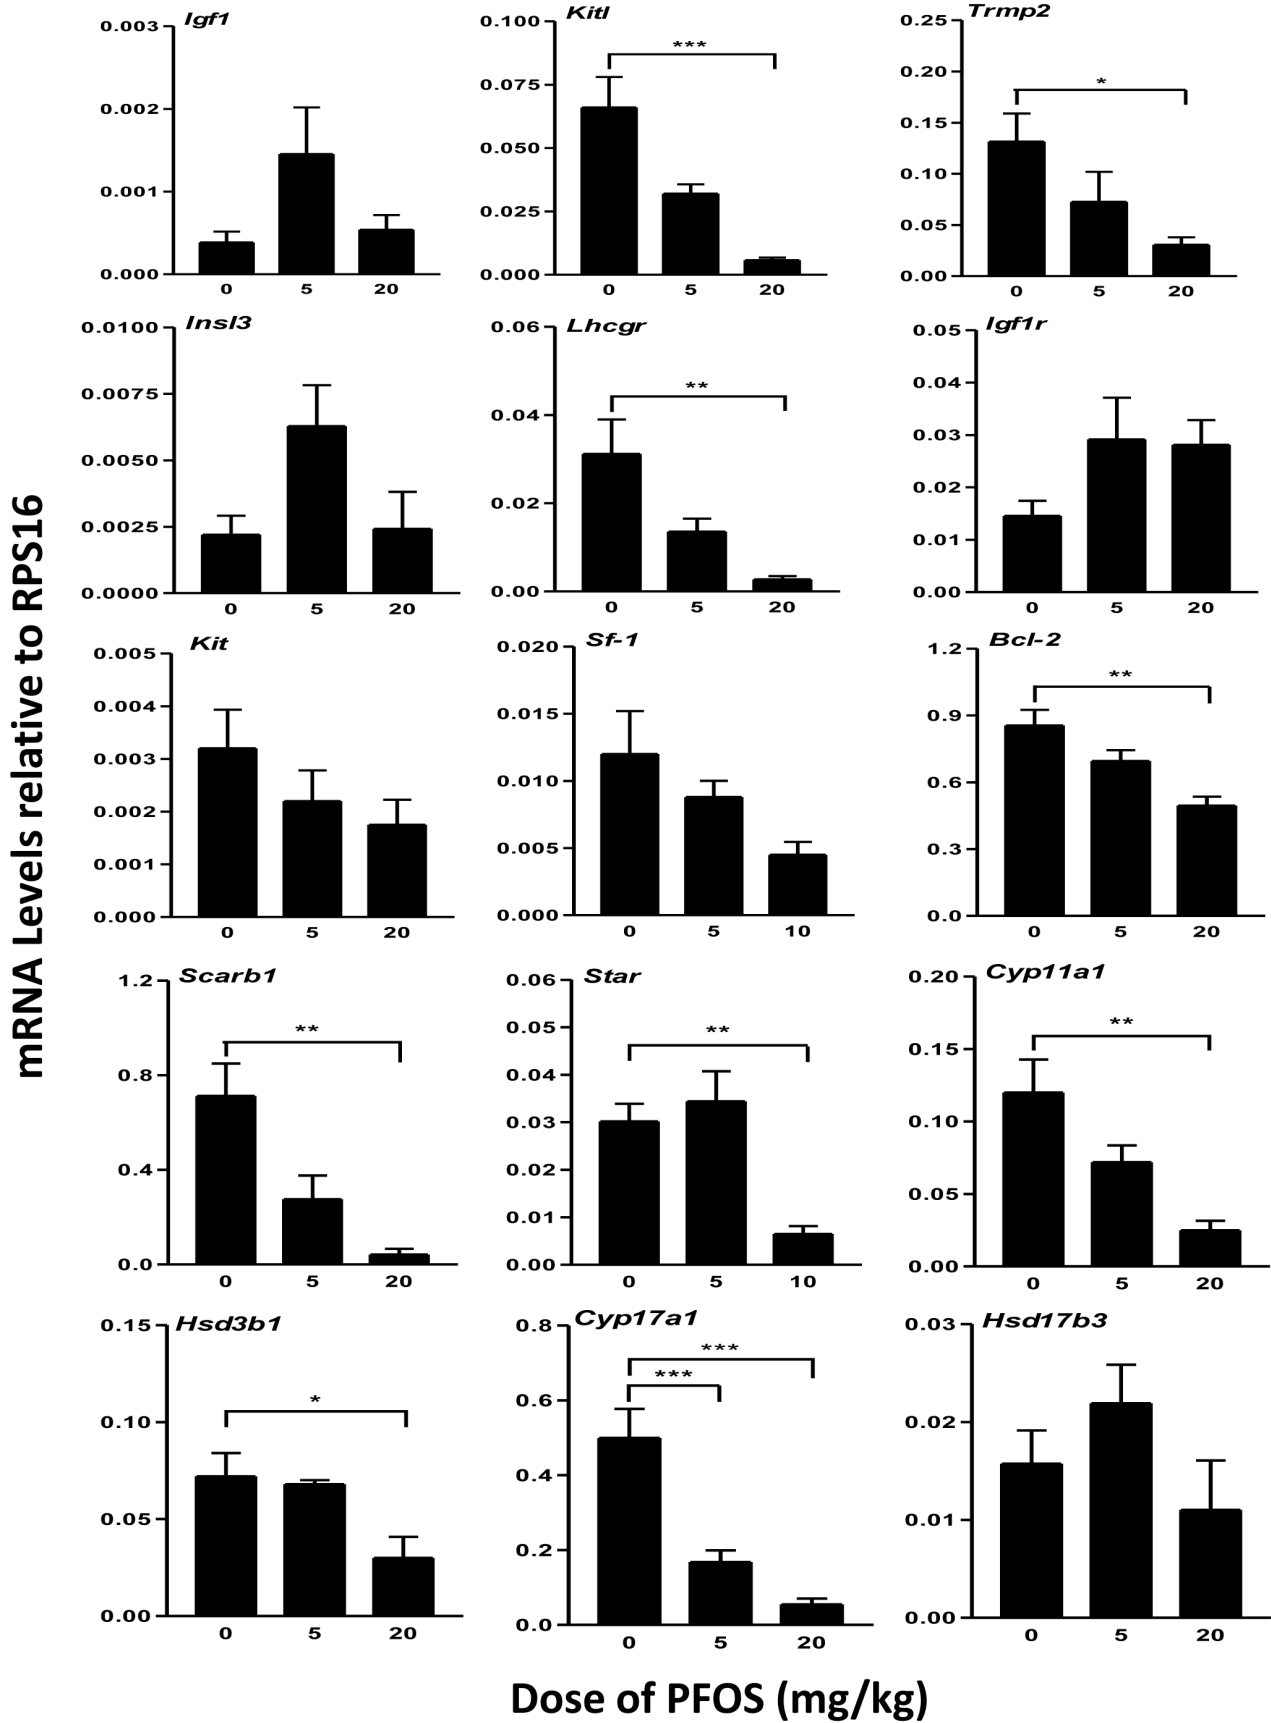 mRNA Levels relative to RPS16
Igf1
0.003
0.002
0.001
0.000
0 5 20
Kitl
***
0.100
0.075
0.050
0.025
0.000
0 5 20
Trmp2
*
0.25
0.20
0.15
0.10
0.05
0.00
0 5 20
Insl3
0.0100
0.0075
0.0050
0.0025
0.0000
0 5 20
Lhcgr
**
0.06
0.04
0.02
0.00
0 5 20
Igf1r
0.05
0.04
0.03
0.02
0.01
0.00
0 5 20
Kit
0.005
0.004
0.003
0.002
0.001
0.000
0 5 20
Sf-1
0.020
0.015
0.010
0.005
0.000
0 5 10
Bcl-2
**
1.2
0.9
0.6
0.3
0.0
0 5 20
Scarb1
**
1.2
0.8
0.4
0.0
0 5 20
Star
**
0.06
0.05
0.04
0.03
0.02
0.01
0.00
0 5 10
Cyp11a1
**
0.20
0.15
0.10
0.05
0.00
0 5 20
Hsd3b1
*
0.15
0.10
0.05
0.00
0 5 20
Cyp17a1
***
***
0.8
0.6
0.4
0.2
0.0
0 5 20
Hsd17b3
0.03
0.02
0.01
0.00
0 5 20
Dose of PFOS (mg/kg)